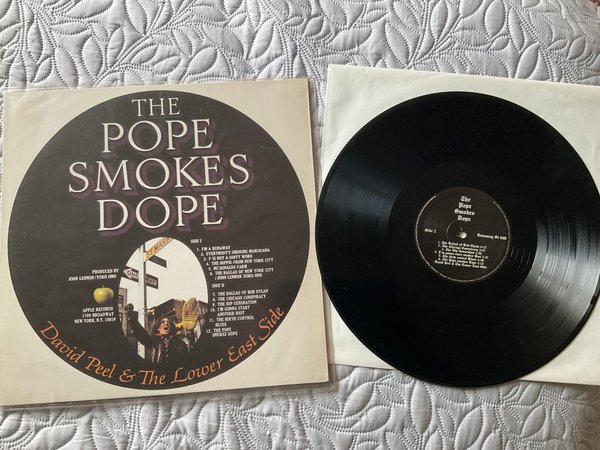 THE
POPE
SMOKES
DOPE
SIDE I
1. I'M A RUNAWAY
2. EVERYBODY'S SMOKING MARIJUANA
3. F IS NOT A DIRTY WORD
4. THE HIPPIE FROM NEW YORK CITY
5. MC'DONALDS FARM
6. THE BALLAD OF NEW YORK CITY
/JOHN LENNON-YOKO ONO
SIDE II
7. THE BALLAD OF BOB DYLAN
8. THE CHICAGO CONSPIRACY
9. THE HIP GENERATION
10. I'M GONNA START
ANOTHER RIOT
11. THE BIRTH CONTROL
BLUES
12. THE POPE
SMOKES DOPE
PRODUCED BY
JOHN LENNON/YOKO ONO
APPLE RECORDS
1700 BROADWAY
NEW YORK, N.Y. 10019
David Peel & The Lower East Side
The
Pope
Smokes
Dope
Side 2